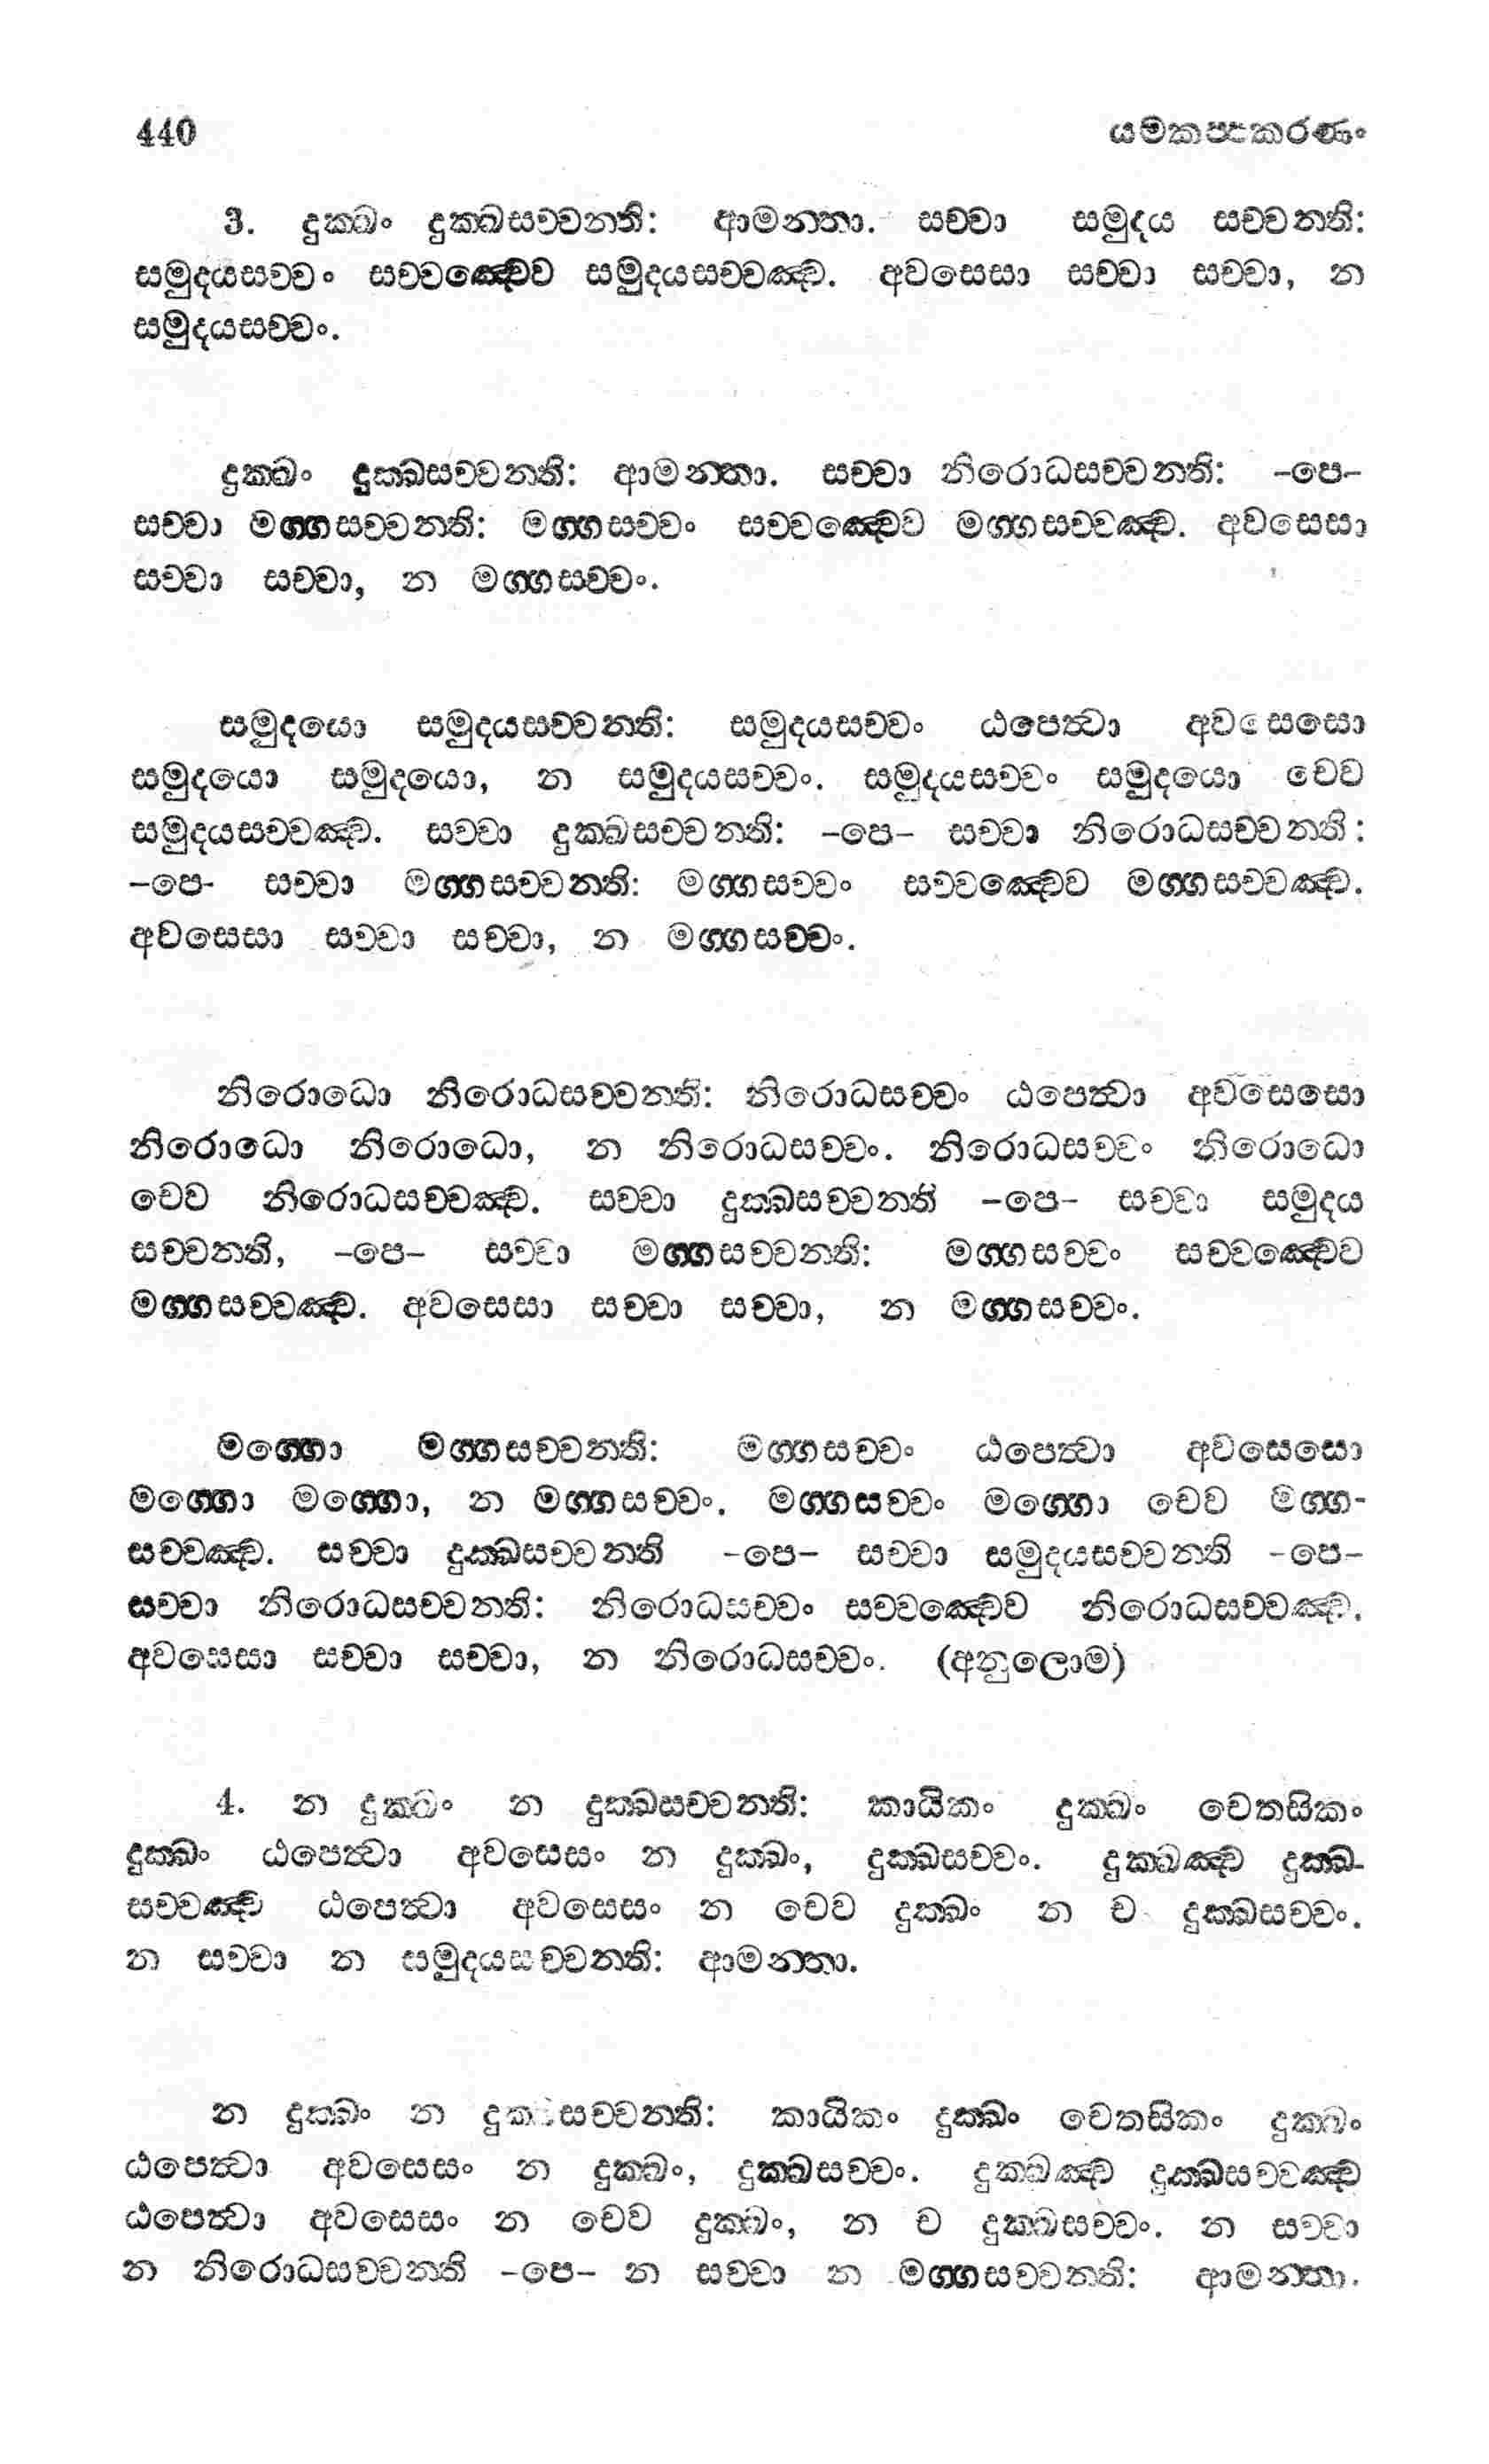 440 යමකප්පකරණං
3. දුක්ඛං දුක්ඛසච්චන්ති: ආමන්තා. සච්චා සමුදය සච්චන්ති:
සමුදයසච්චං සච්චඤ්චෙව සමුදයසච්චඤ්ච. අවසෙසා සච්චා සච්චා, න
සමුදයසච්චං.
දුක්ඛං දුක්ඛසච්චන්ති: ආමන්තා. සච්චා නිරොධසච්චන්ති: -පෙ-
සච්චා මග්ගසච්චන්ති: මග්ගසච්චං සච්චඤ්චෙව මග්ගසච්චඤ්ච. අවසෙසා
සච්චා සච්චා, න මග්ගසච්චං.
සමුදයො සමුදයසච්චන්ති: සමුදයසච්චං ඨපෙත්වා අවසෙසො
සමුදයො සමුදයො, න සමුදයසච්චං. සමුදයසච්චං සමුදයො චෙව
සමුදයසච්චඤ්ච. සච්චා දුක්ඛසච්චන්ති: -පෙ- සච්චා නිරොධසච්චන්ති:
-පෙ- සච්චා මග්ගසච්චන්ති: මග්ගසච්චං සච්චඤ්චෙව මග්ගසච්චඤ්ච.
අවසෙසා සච්චා සච්චා, න මග්ගසච්චං.
නිරොධො නිරොධසච්චන්ති: නිරොධසච්චං ඨපෙත්වා අවසෙසො
නිරොධො නිරොධො, න නිරොධසච්චං. නිරොධසච්චං නිරොධො
චෙව නිරොධසච්චඤ්ච. සච්චා දුක්ඛසච්චන්ති -පෙ- සච්චා සමුදය
සච්චන්ති, -පෙ- සච්චා මග්ගසච්චන්ති: මග්ගසච්චං සච්චඤ්චෙව
මග්ගසච්චඤ්ච. අවසෙසා සච්චා සච්චා, න මග්ගසච්චං.
මග්ගො මග්ගසච්චන්ති: මග්ගසච්චං ඨපෙත්වා අවසෙසො
මග්ගො මග්ගො, න මග්ගසච්චං. මග්ගසච්චං මග්ගො චෙව මග්ග-
සච්චඤ්ච. සච්චා දුක්ඛසච්චන්ති -පෙ- සච්චා සමුදයසච්චන්ති -පෙ-
සච්චා නිරොධසච්චන්ති: නිරොධසච්චං සච්චඤ්චෙව නිරොධසච්චඤ්ච.
අවසෙසා සච්චා සච්චා, න නිරොධසච්චං. (අනුලොම)
4. න දුක්ඛං න දුක්ඛසච්චන්ති: කායිකං දුක්ඛං චෙතසිකං
දුක්ඛං ඨපෙත්වා අවසෙසං න දුක්ඛං, දුක්ඛසච්චං. දුක්ඛඤ්ච දුක්ඛ-
සච්චඤ්ච ඨපෙත්වා අවසෙසං න චෙව දුක්ඛං න ච දුක්ඛසච්චං.
න සච්චා න සමුදයසච්චන්ති: ආමන්තා.
න දුක්ඛං න දුක්ඛසච්චන්ති: කායිකං දුක්ඛං චෙතසිකං දුක්ඛං
ඨපෙත්වා අවසෙසං න දුක්ඛං, දුක්ඛසච්චං. දුක්ඛඤ්ච දුක්ඛසච්චඤ්ච
ඨපෙත්වා අවසෙසං න චෙව දුක්ඛං, න ච දුක්ඛසච්චං. න සච්චා
න නිරොධසච්චන්ති -පෙ- න සච්චා න මග්ගසච්චන්ති: ආමන්තා.